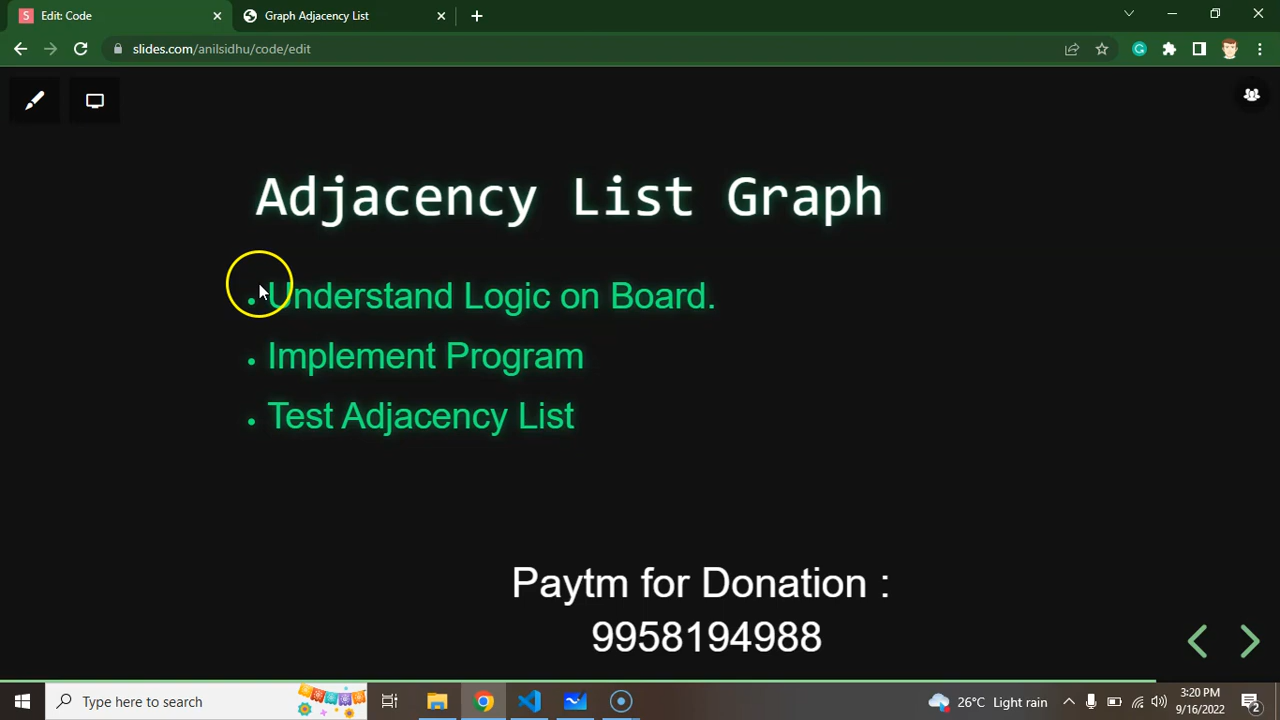 Edit: Code
Graph Adjacency List
slides.com/anilsidhu/code/edit
Adjacency List Graph
Understand Logic on Board.
Implement Program
Test Adjacency List
Paytm for Donation :
9958194988
Type here to search
26°C Light rain
3:20 PM
9/16/2022
2